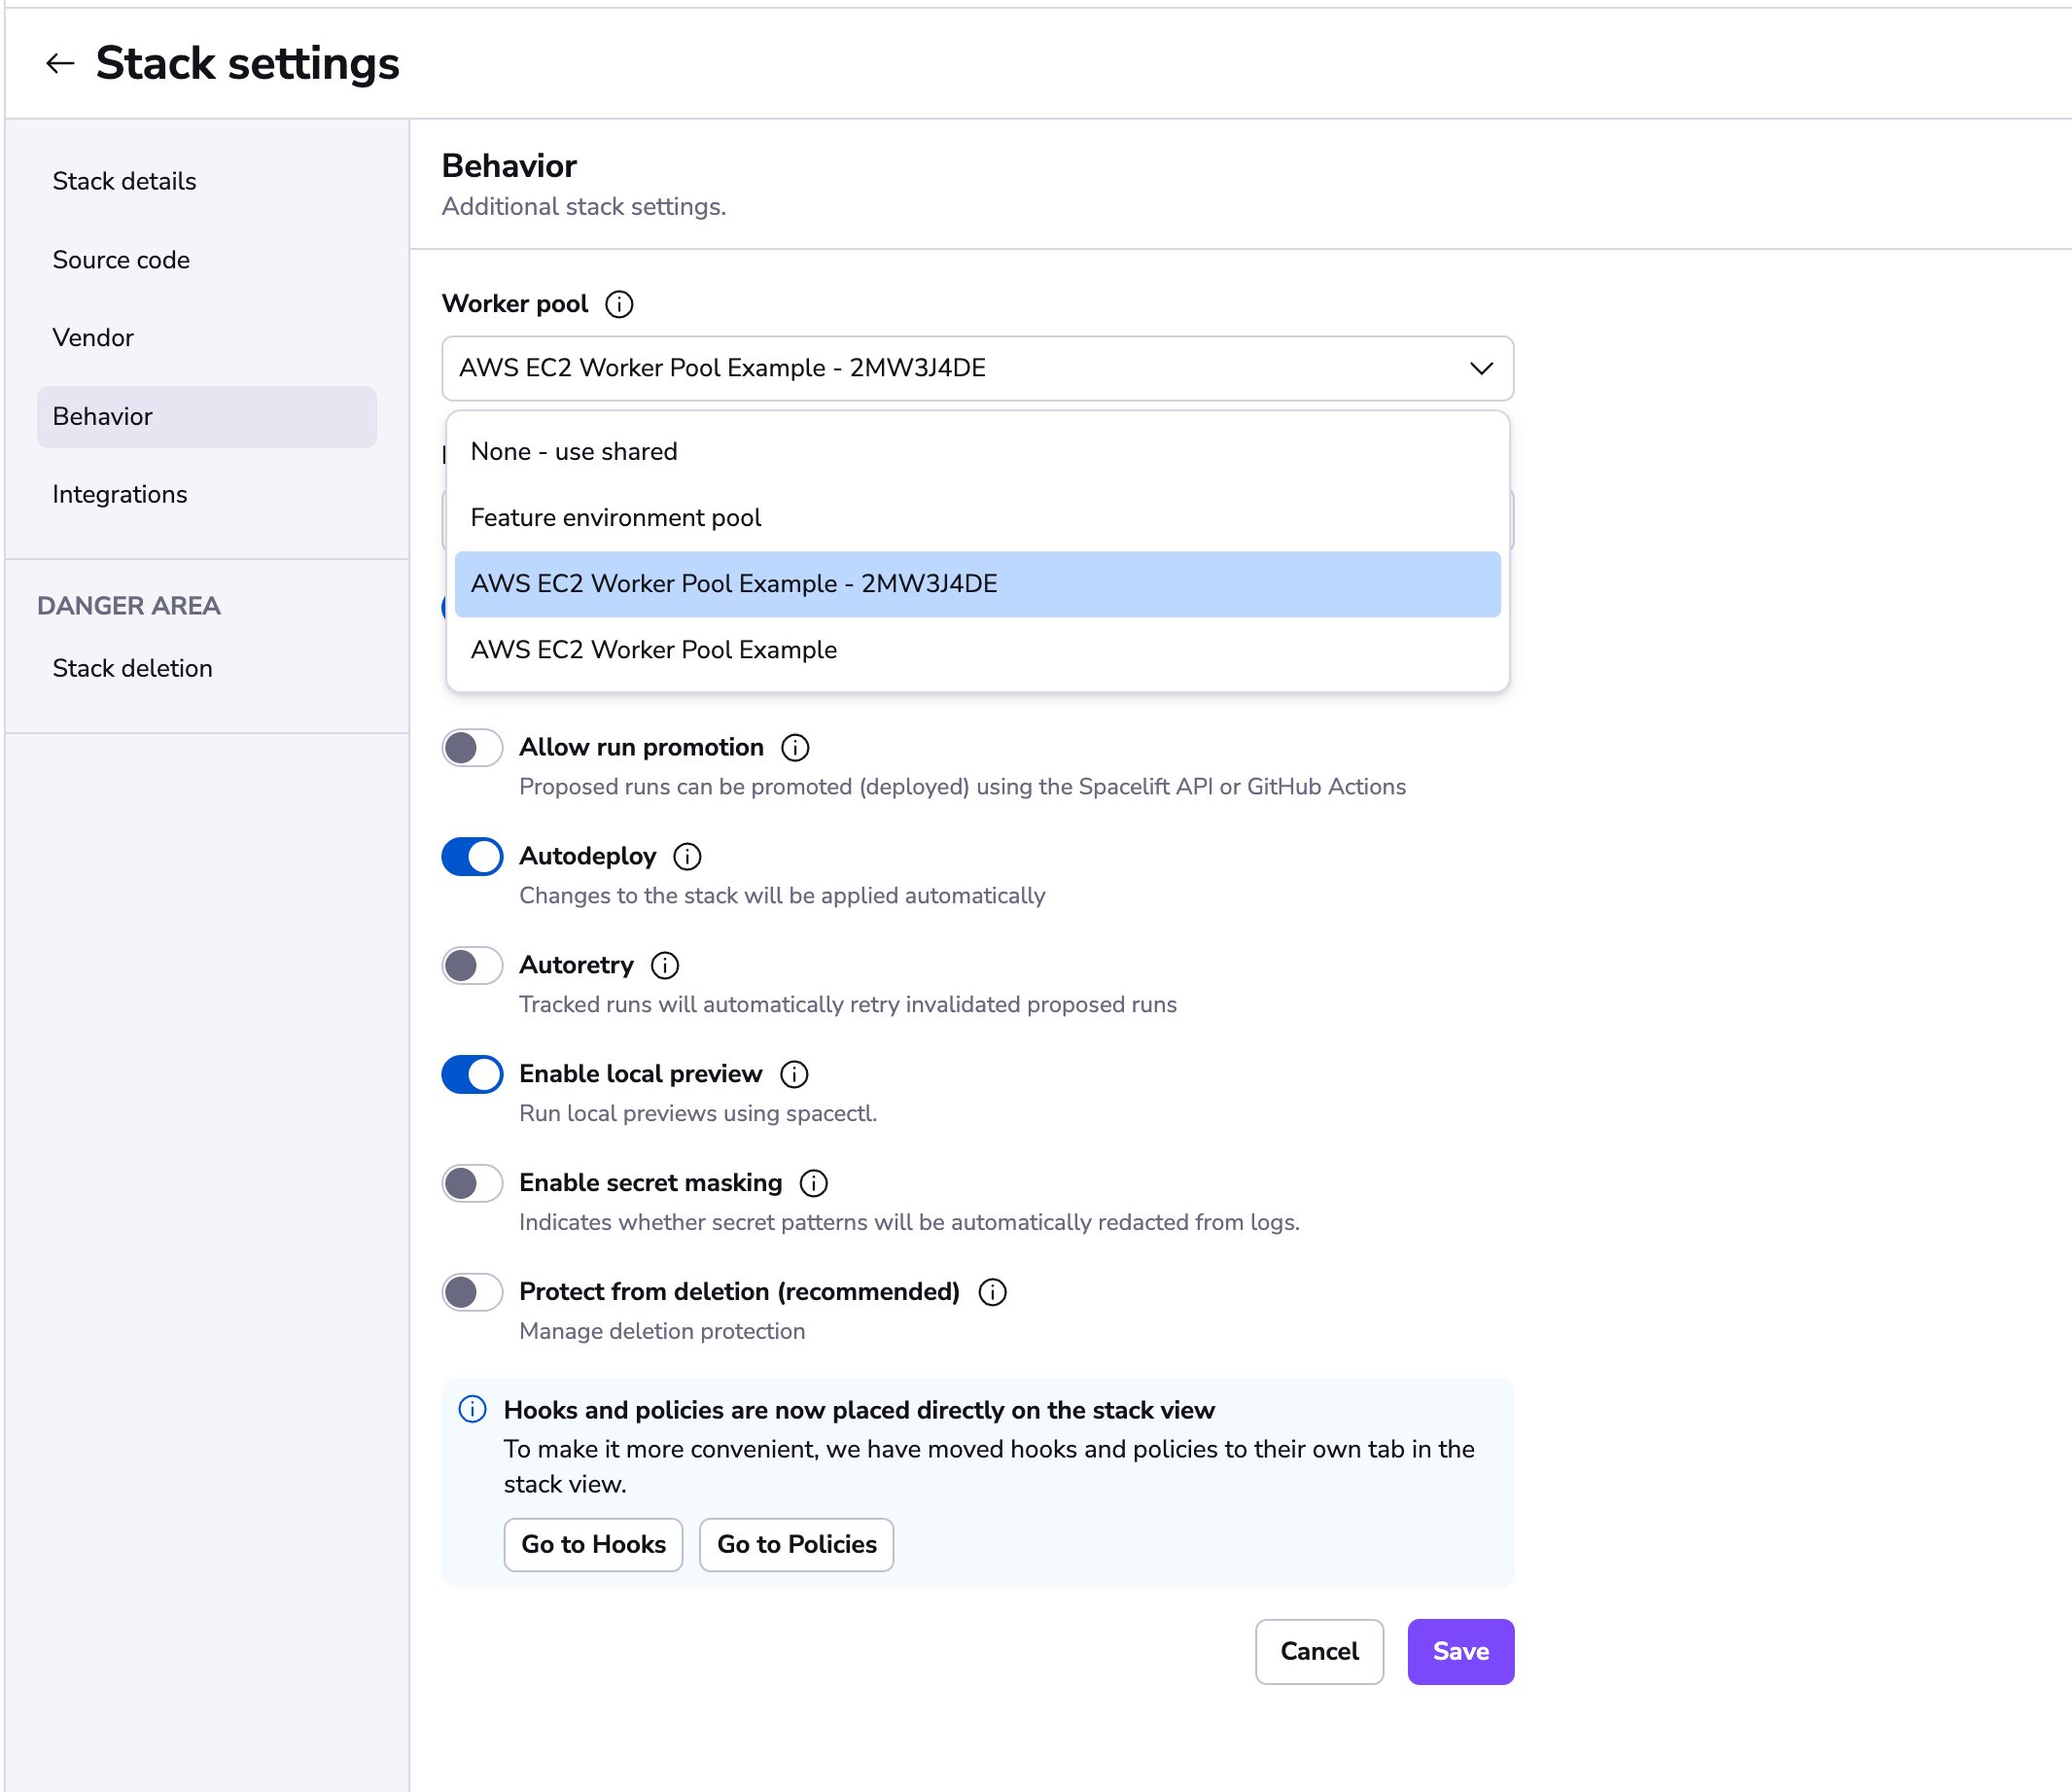 Stack settings
Stack details
Source code
Vendor
Behavior
Integrations
DANGER AREA
Stack deletion
Behavior
Additional stack settings.
Worker pool
AWS EC2 Worker Pool Example - 2MW3J4DE
None - use shared
Feature environment pool
AWS EC2 Worker Pool Example - 2MW3J4DE
AWS EC2 Worker Pool Example
Allow run promotion
Proposed runs can be promoted (deployed) using the Spacelift API or GitHub Actions
Autodeploy
Changes to the stack will be applied automatically
Autoretry
Tracked runs will automatically retry invalidated proposed runs
Enable local preview
Run local previews using spacectl.
Enable secret masking
Indicates whether secret patterns will be automatically redacted from logs.
Protect from deletion (recommended)
Manage deletion protection
Hooks and policies are now placed directly on the stack view
To make it more convenient, we have moved hooks and policies to their own tab in the
stack view.
Go to Hooks
Go to Policies
Cancel
Save